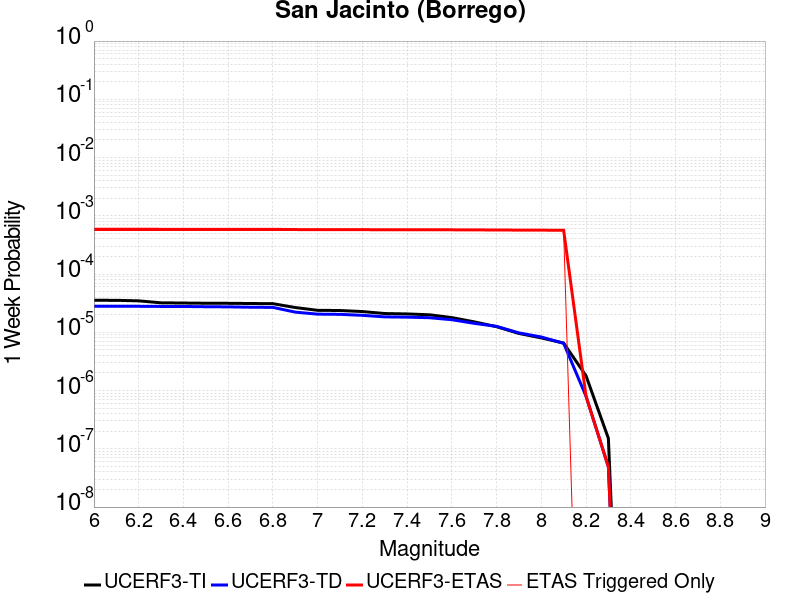 San Jacinto (Borrego)
10 0
10 -1
10 -2
10 -3
10 -4
10 -5
10 -6
10 -7
10 -8
1 Week Probability
6 6.2 6.4 6.6 6.8 7 7.2 7.4 7.6 7.8 8 8.2 8.4 8.6 8.8 9
Magnitude
UCERF3-TI UCERF3-TD UCERF3-ETAS ETAS Triggered Only